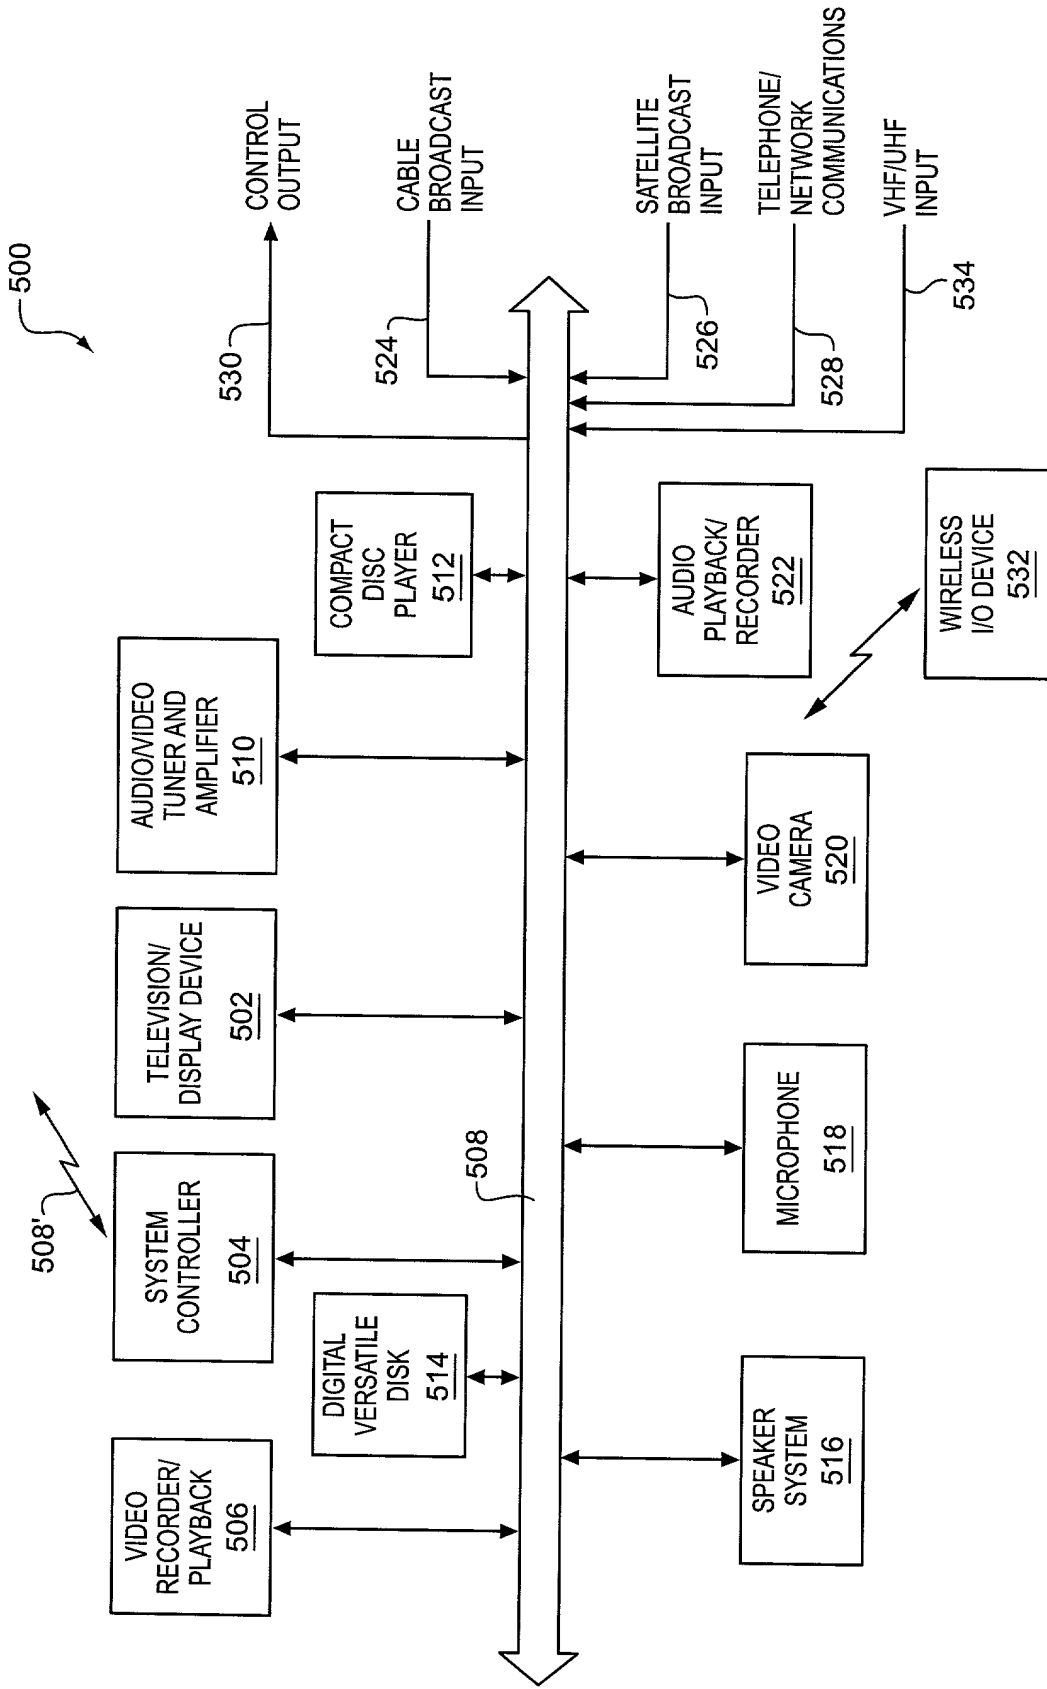 500
508'
VIDEO
RECORDER/
PLAYBACK
506
SYSTEM
CONTROLLER
504
TELEVISION/
DISPLAY DEVICE
502
AUDIO/VIDEO
TUNER AND
AMPLIFIER
510
DIGITAL
VERSATILE
DISK
514
COMPACT
DISC
PLAYER
512
508
530
CONTROL
OUTPUT
524
CABLE
BROADCAST
INPUT
526
SATELLITE
BROADCAST
INPUT
528
TELEPHONE/
NETWORK
COMMUNICATIONS
534
VHF/UHF
INPUT
SPEAKER
SYSTEM
516
MICROPHONE
518
VIDEO
CAMERA
520
AUDIO
PLAYBACK/
RECORDER
522
WIRELESS
I/O DEVICE
532